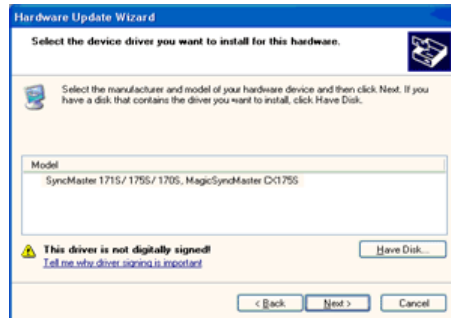 Hardware Update Wizard
Select the device driver you want to install for this hardware.
Select the manufacturer and model of your hardware device and then click Next. If you
have a disk that contains the driver you want to install, click Have Disk.
Model
SyncMaster 171S/ 175S/ 170S, MagicSyncMaster CX175S
This driver is not digitally signed!
Tell me why driver signing is important
Have Disk...
< Back
Next >
Cancel